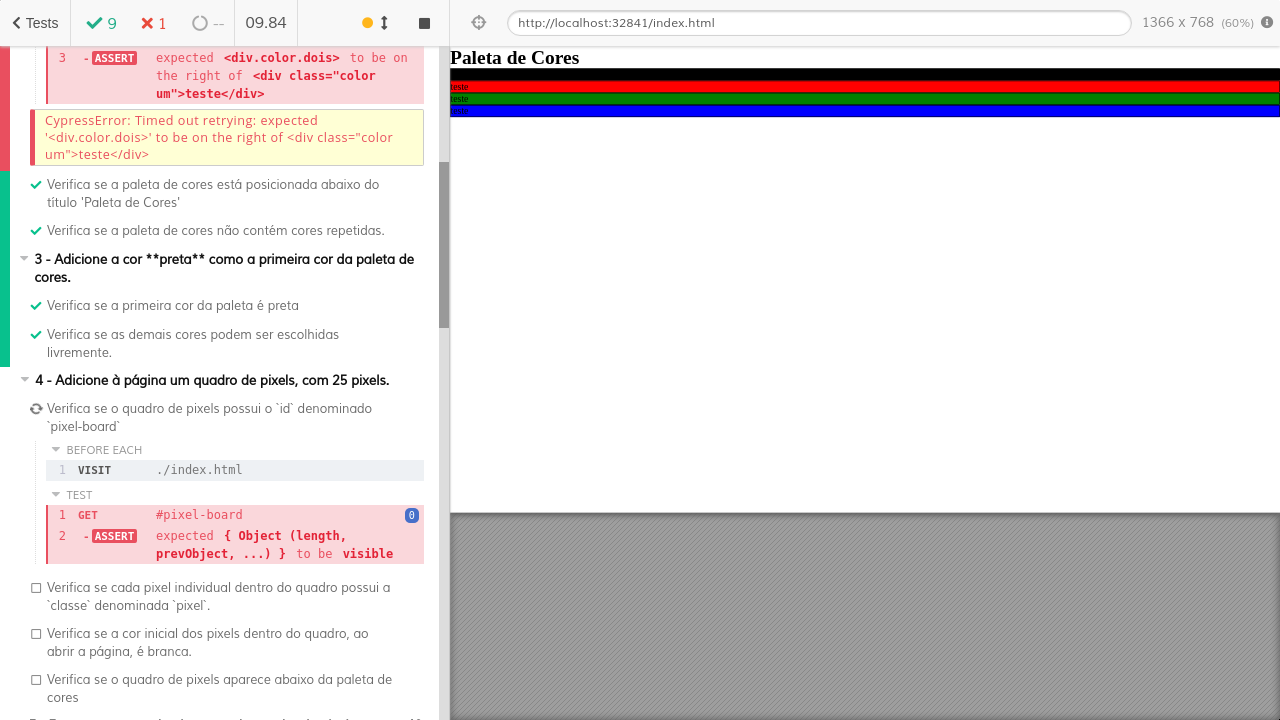 Tests 9 1 -- 09.84
http://localhost:32841/index.html 1366 x 768 (60%)
3 - ASSERT expected <div.color.dois> to be on
the right of <div class="color
um">teste</div>
CypressError: Timed out retrying: expected
'<div.color.dois>' to be on the right of <div class="color
um">teste</div>
Verifica se a paleta de cores está posicionada abaixo do
título 'Paleta de Cores'
Verifica se a paleta de cores não contém cores repetidas.
3 - Adicione a cor **preta** como a primeira cor da paleta de
cores.
Verifica se a primeira cor da paleta é preta
Verifica se as demais cores podem ser escolhidas
livremente.
4 - Adicione à página um quadro de pixels, com 25 pixels.
Verifica se o quadro de pixels possui o `id` denominado
`pixel-board`
BEFORE EACH
1 VISIT ./index.html
TEST
1 GET #pixel-board 0
2 - ASSERT expected { Object (length,
prevObject, ...) } to be visible
Verifica se cada pixel individual dentro do quadro possui a
`classe` denominada `pixel`.
Verifica se a cor inicial dos pixels dentro do quadro, ao
abrir a página, é branca.
Verifica se o quadro de pixels aparece abaixo da paleta de
cores
Paleta de Cores
teste
teste
teste